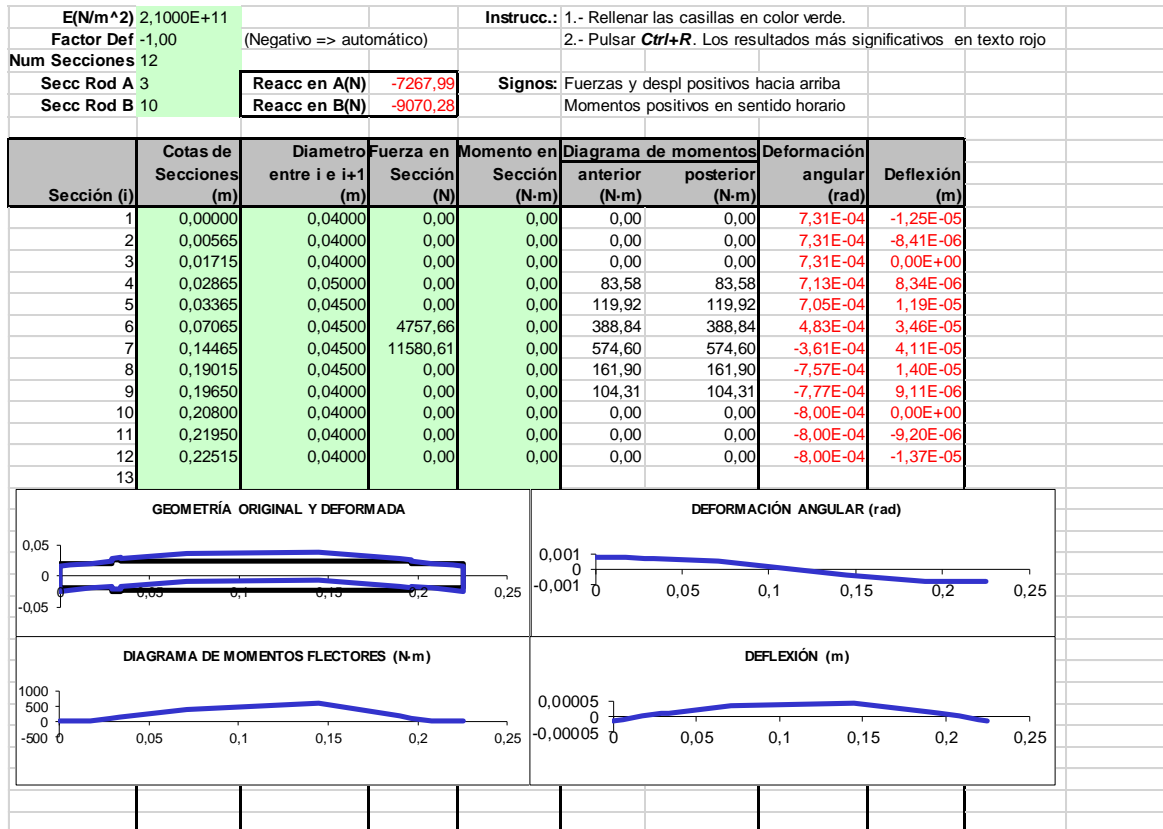 E(N/m^2) 2,1000E+11 Instrucc.: 1.- Rellenar las casillas en color verde.
Factor Def -1,00 (Negativo => automático) 2.- Pulsar Ctrl+R. Los resultados más significativos en texto rojo
Num Secciones 12
Secc Rod A 3 Reacc en A(N) -7267,99 Signos: Fuerzas y despl positivos hacia arriba
Secc Rod B 10 Reacc en B(N) -9070,28 Momentos positivos en sentido horario
Cotas de Diametro Fuerza en Momento en Diagrama de momentos Deformación
Secciones entre i e i+1 Sección Sección anterior posterior angular Deflexión
Sección (i) (m) (m) (N) (N·m) (N·m) (N·m) (rad) (m)
1 0,00000 0,04000 0,00 0,00 0,00 0,00 7,31E-04 -1,25E-05
2 0,00565 0,04000 0,00 0,00 0,00 0,00 7,31E-04 -8,41E-06
3 0,01715 0,04000 0,00 0,00 0,00 0,00 7,31E-04 0,00E+00
4 0,02865 0,05000 0,00 0,00 83,58 83,58 7,13E-04 8,34E-06
5 0,03365 0,04500 0,00 0,00 119,92 119,92 7,05E-04 1,19E-05
6 0,07065 0,04500 4757,66 0,00 388,84 388,84 4,83E-04 3,46E-05
7 0,14465 0,04500 11580,61 0,00 574,60 574,60 -3,61E-04 4,11E-05
8 0,19015 0,04500 0,00 0,00 161,90 161,90 -7,57E-04 1,40E-05
9 0,19650 0,04000 0,00 0,00 104,31 104,31 -7,77E-04 9,11E-06
10 0,20800 0,04000 0,00 0,00 0,00 0,00 -8,00E-04 0,00E+00
11 0,21950 0,04000 0,00 0,00 0,00 0,00 -8,00E-04 -9,20E-06
12 0,22515 0,04000 0,00 0,00 0,00 0,00 -8,00E-04 -1,37E-05
13
GEOMETRÍA ORIGINAL Y DEFORMADA
0,05
0
-0,05
0 0,05 0,1 0,15 0,2 0,25
DEFORMACIÓN ANGULAR (rad)
0,001
0
-0,001
0 0,05 0,1 0,15 0,2 0,25
DIAGRAMA DE MOMENTOS FLECTORES (N·m)
1000
500
0
-500
0 0,05 0,1 0,15 0,2 0,25
DEFLEXIÓN (m)
0,00005
0
-0,00005
0 0,05 0,1 0,15 0,2 0,25